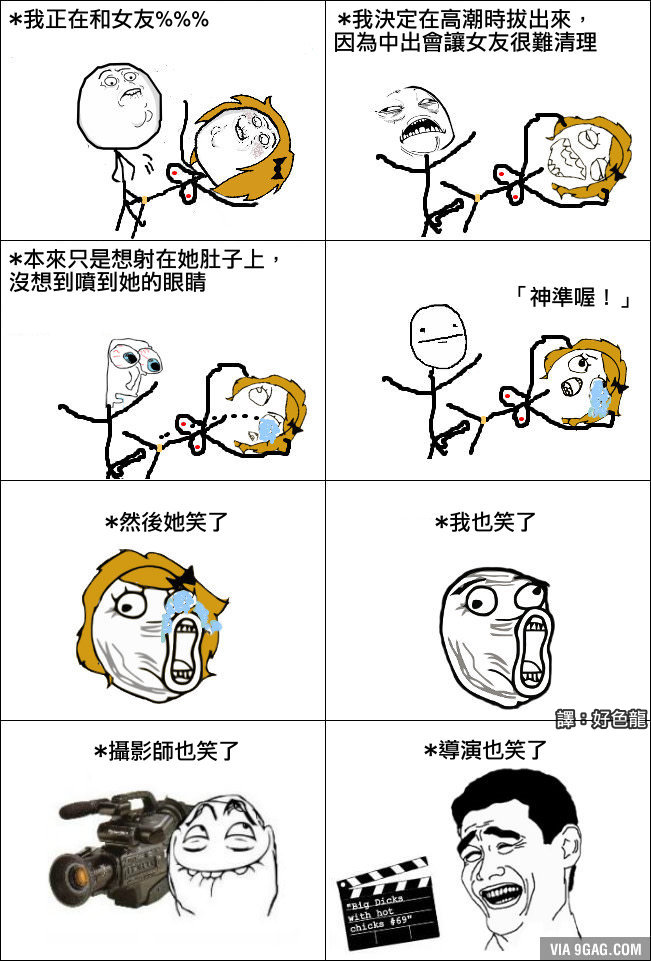 *我正在和女友%%%
*我決定在高潮時拔出來，
因為中出會讓女友很難清理
*本來只是想射在她肚子上，
沒想到噴到她的眼睛
「神準喔！」
*然後她笑了
*我也笑了
譯：好色龍
*攝影師也笑了
*導演也笑了
"Big Dicks
with hot
chicks #69"
VIA 9GAG.COM